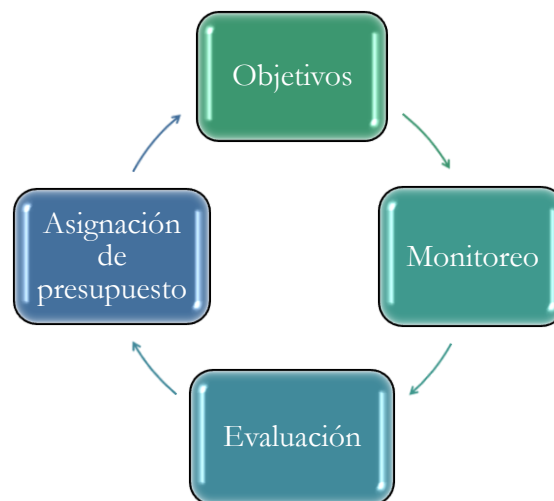 Objetivos
Monitoreo
Evaluación
Asignación
de
presupuesto